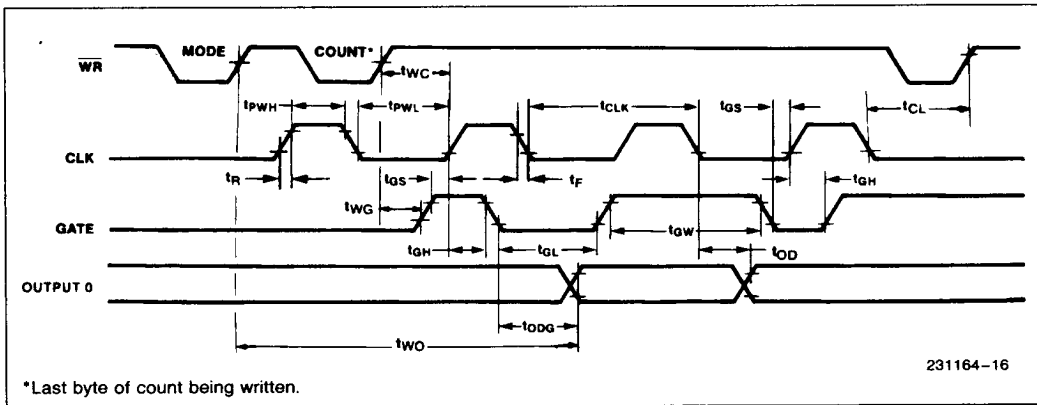 MODE COUNT*
WR
tWC
tPWH tPWL tCLK tGS tCL
CLK
tR tGS tF tGH
tWG
GATE
tGH tGL tGW tOD
OUTPUT 0
tODG
tWO
231164–16
*Last byte of count being written.